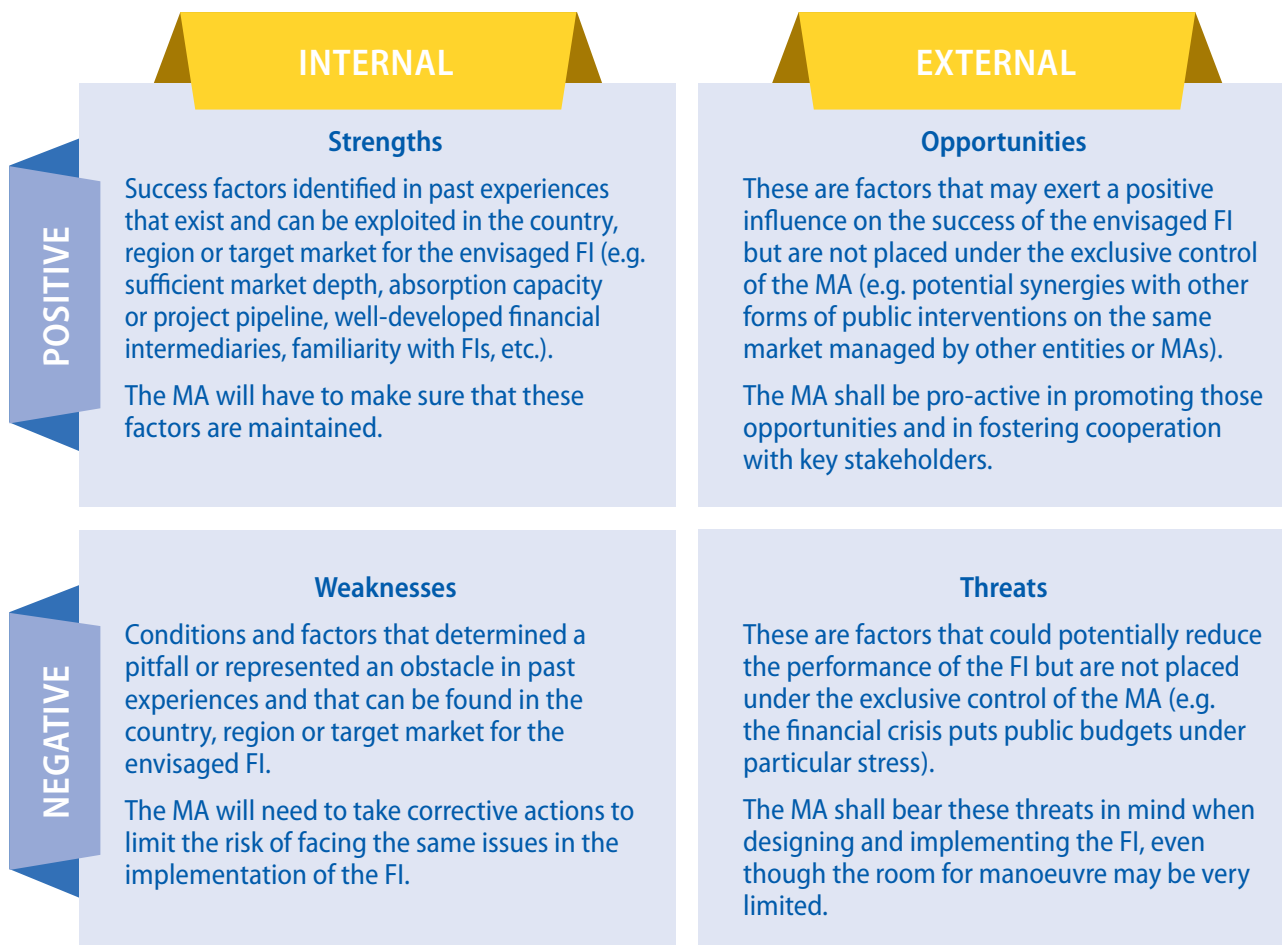 INTERNAL
EXTERNAL
POSITIVE
Strengths
Success factors identified in past experiences
that exist and can be exploited in the country,
region or target market for the envisaged FI (e.g.
sufficient market depth, absorption capacity
or project pipeline, well-developed financial
intermediaries, familiarity with FIs, etc.).
The MA will have to make sure that these
factors are maintained.
Opportunities
These are factors that may exert a positive
influence on the success of the envisaged FI
but are not placed under the exclusive control
of the MA (e.g. potential synergies with other
forms of public interventions on the same
market managed by other entities or MAs).
The MA shall be pro-active in promoting those
opportunities and in fostering cooperation
with key stakeholders.
NEGATIVE
Weaknesses
Conditions and factors that determined a
pitfall or represented an obstacle in past
experiences and that can be found in the
country, region or target market for the
envisaged FI.
The MA will need to take corrective actions to
limit the risk of facing the same issues in the
implementation of the FI.
Threats
These are factors that could potentially reduce
the performance of the FI but are not placed
under the exclusive control of the MA (e.g.
the financial crisis puts public budgets under
particular stress).
The MA shall bear these threats in mind when
designing and implementing the FI, even
though the room for manoeuvre may be very
limited.